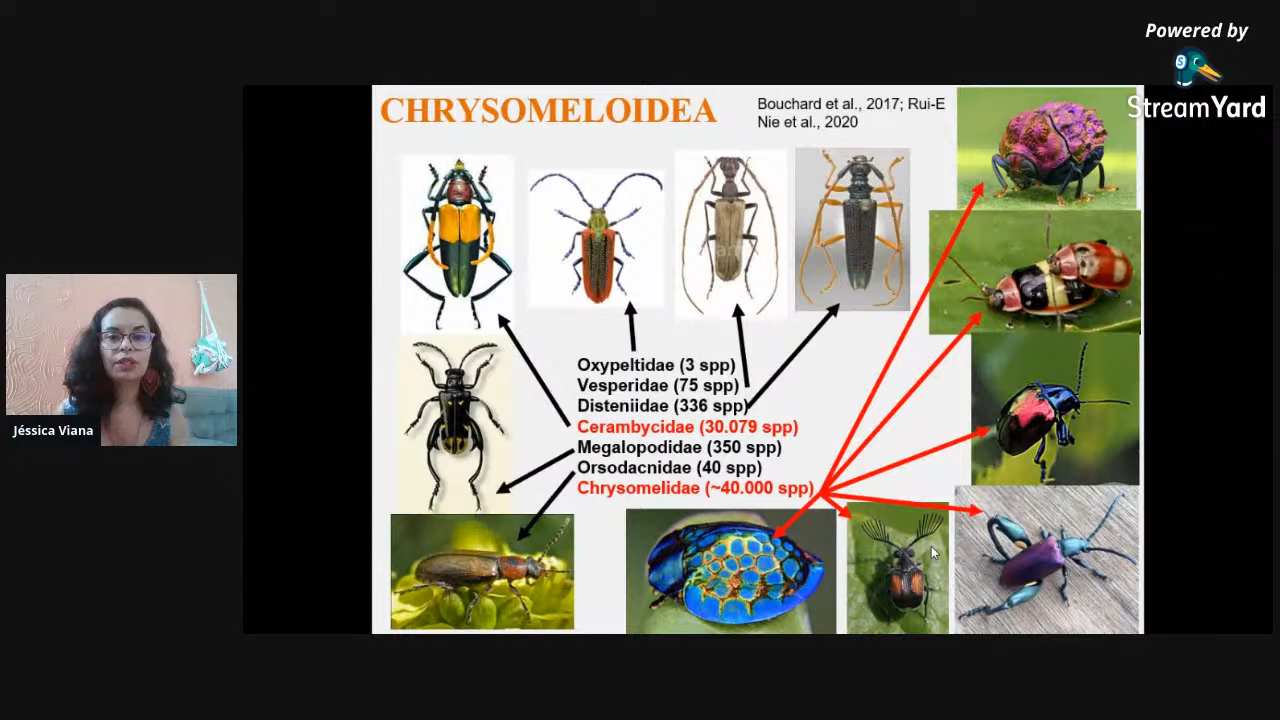 Powered by
StreamYard
CHRYSOMELOIDEA
Bouchard et al., 2017; Rui-E
Nie et al., 2020
Oxypeltidae (3 spp)
Vesperidae (75 spp)
Disteniidae (336 spp)
Cerambycidae (30.079 spp)
Megalopodidae (350 spp)
Orsodacnidae (40 spp)
Chrysomelidae (~40.000 spp)
Jéssica Viana